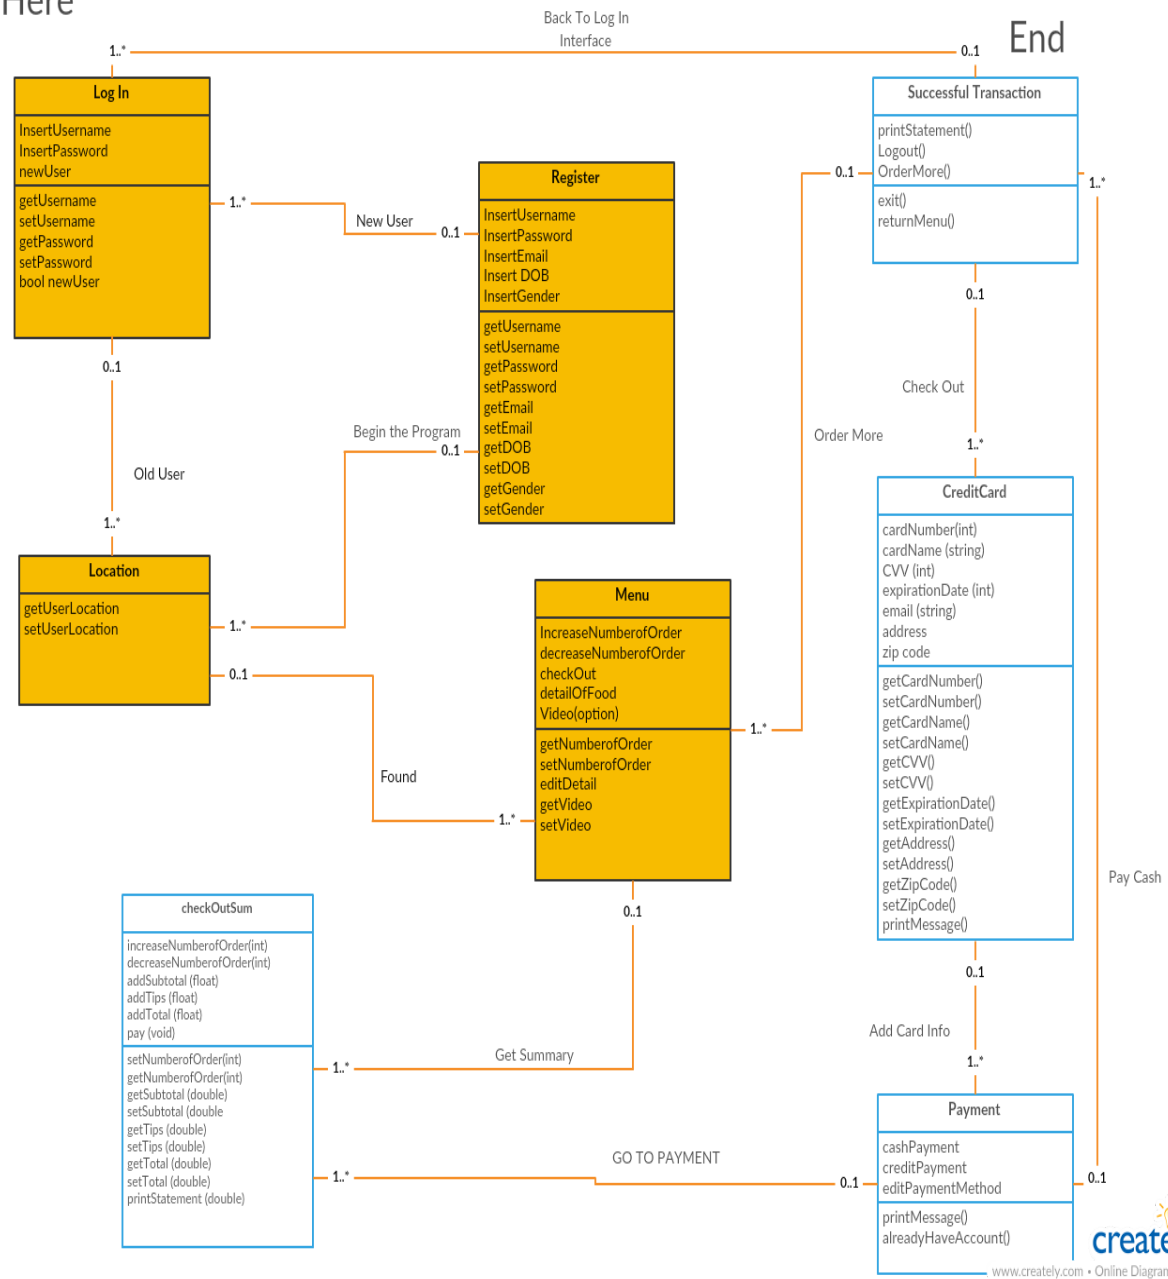 Here
Back To Log In
Interface
End
1..*
0..1
Log In
InsertUsername
InsertPassword
newUser
getUsername
setUsername
getPassword
setPassword
bool newUser
1..*
New User
0..1
Register
InsertUsername
InsertPassword
InsertEmail
Insert DOB
InsertGender
getUsername
setUsername
getPassword
setPassword
getEmail
setEmail
getDOB
setDOB
getGender
setGender
Successful Transaction
printStatement()
Logout()
OrderMore()
exit()
returnMenu()
0..1
1..*
0..1
Check Out
1..*
Order More
0..1
Old User
1..*
Begin the Program
0..1
Location
getUserLocation
setUserLocation
1..*
0..1
Found
1..*
Menu
IncreaseNumberofOrder
decreaseNumberofOrder
checkOut
detailOfFood
Video(option)
getNumberofOrder
setNumberofOrder
editDetail
getVideo
setVideo
1..*
0..1
CreditCard
cardNumber(int)
cardName (string)
CVV (int)
expirationDate (int)
email (string)
address
zip code
getCardNumber()
setCardNumber()
getCardName()
setCardName()
getCVV()
setCVV()
getExpirationDate()
setExpirationDate()
getAddress()
setAddress()
getZipCode()
setZipCode()
printMessage()
Pay Cash
0..1
Add Card Info
1..*
checkOutSum
increaseNumberofOrder(int)
decreaseNumberofOrder(int)
addSubtotal (float)
addTips (float)
addTotal (float)
pay (void)
setNumberofOrder(int)
getNumberofOrder(int)
getSubtotal (double)
setSubtotal (double
getTips (double)
setTips (double)
getTotal (double)
setTotal (double)
printStatement (double)
Get Summary
1..*
1..*
GO TO PAYMENT
0..1
Payment
cashPayment
creditPayment
editPaymentMethod
printMessage()
alreadyHaveAccount()
0..1
create
www.creately.com • Online Diagram